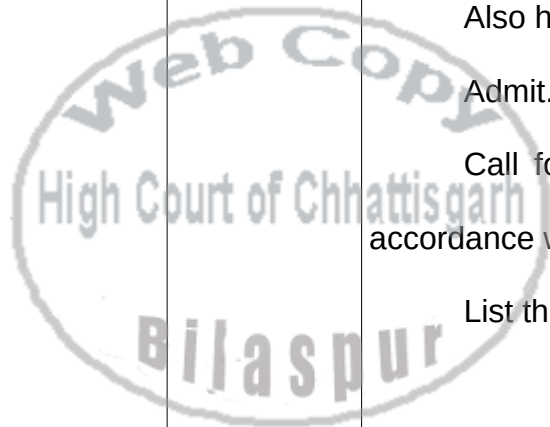 Also h
Web Copy
Admit.
Call fo
High Court of Chhattisgarh
accordance w
List th
Bilaspur